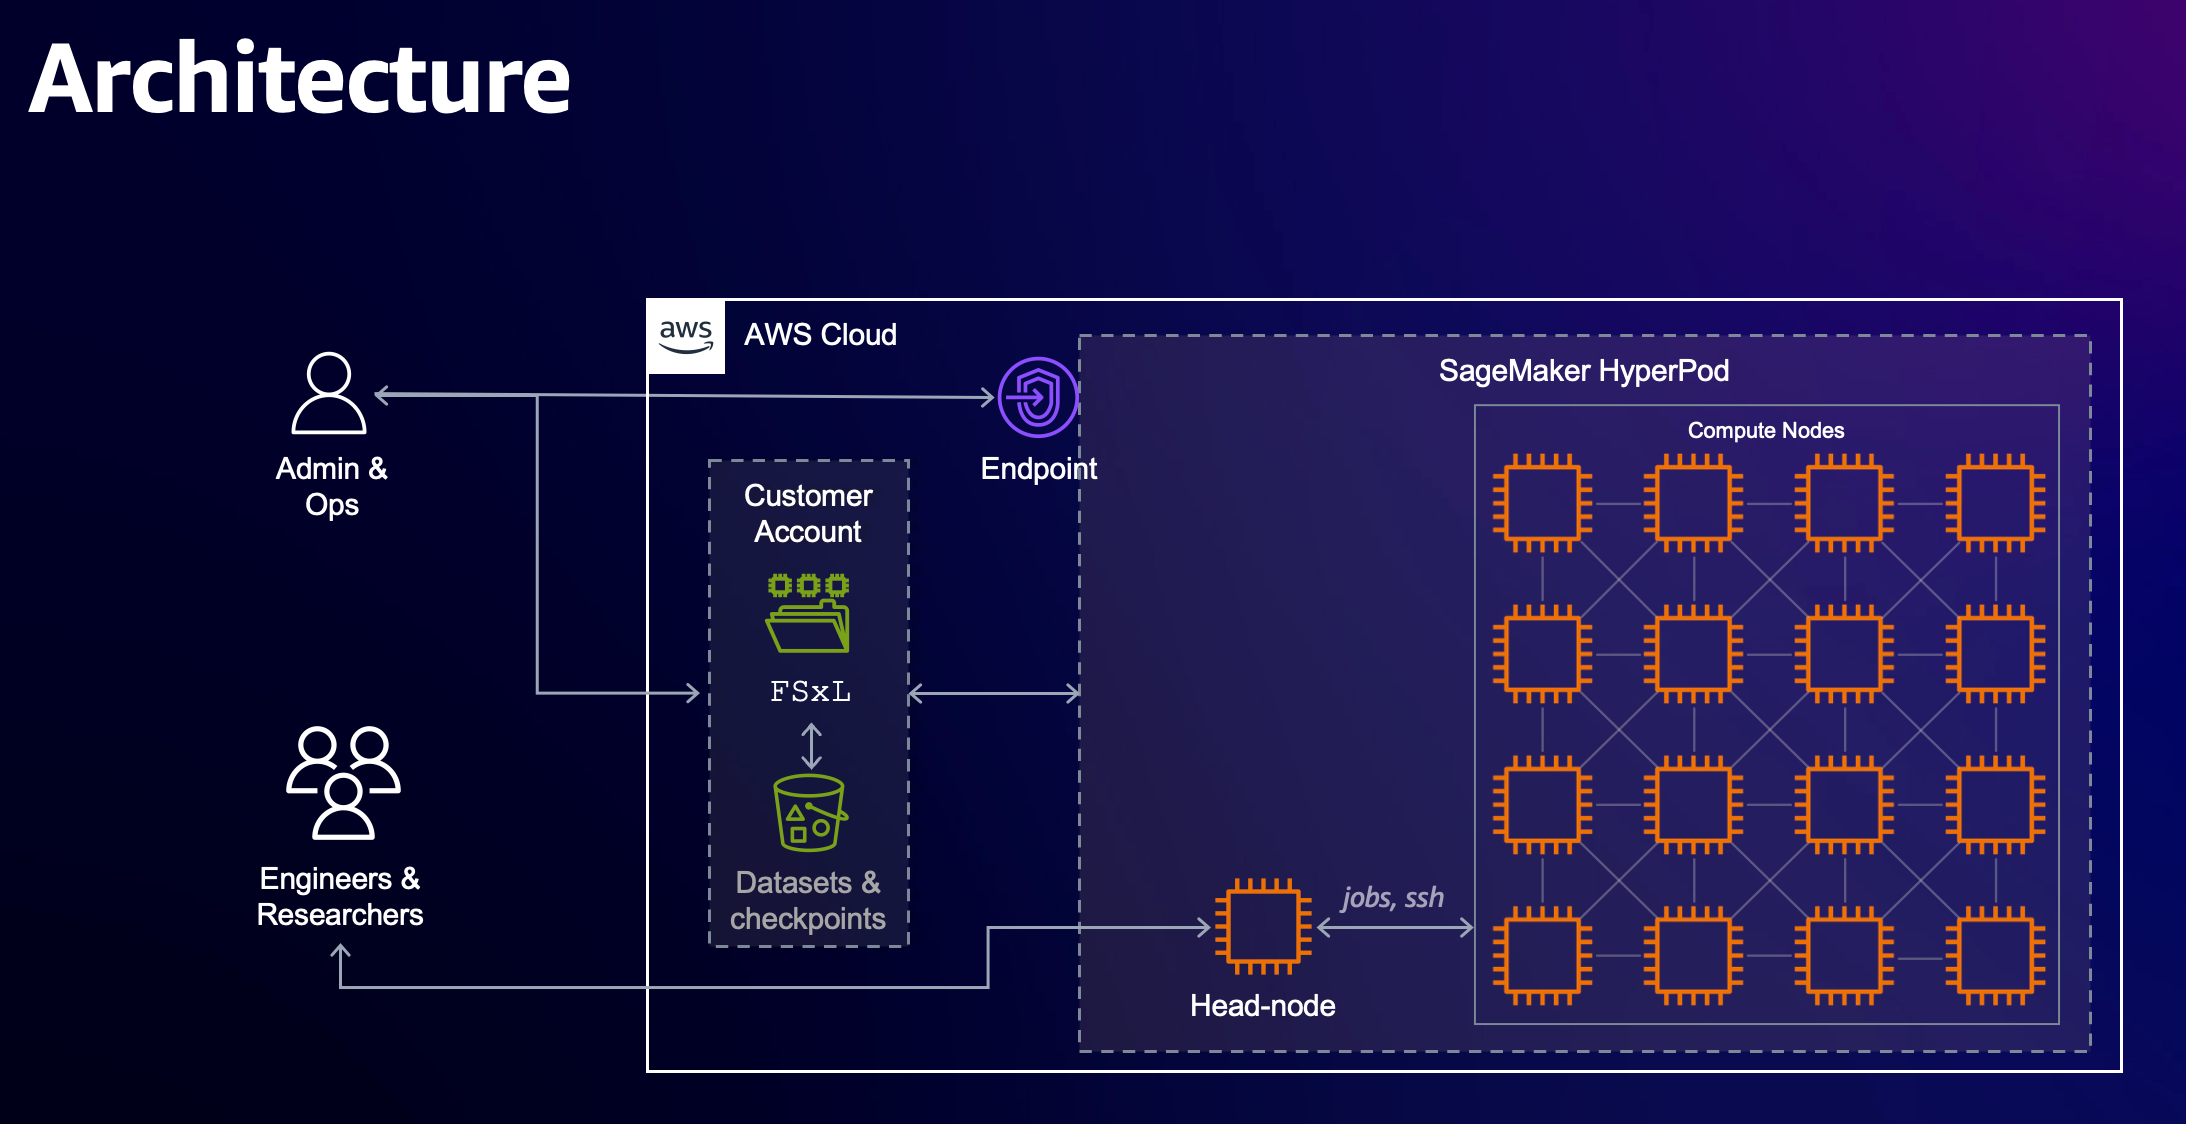 Architecture
aws
AWS Cloud
SageMaker HyperPod
Compute Nodes
Admin &
Ops
Endpoint
Customer
Account
FSxL
Datasets &
checkpoints
Engineers &
Researchers
jobs, ssh
Head-node